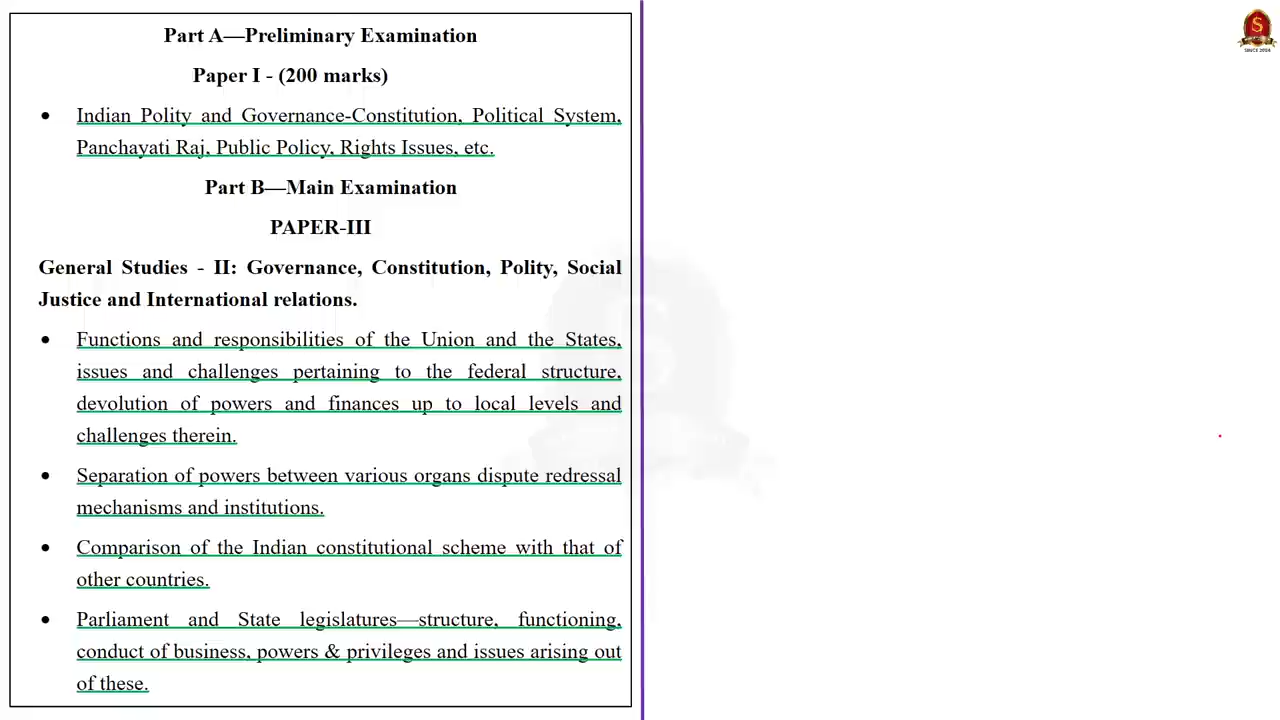 Part A—Preliminary Examination
Paper I - (200 marks)
• Indian Polity and Governance-Constitution, Political System,
Panchayati Raj, Public Policy, Rights Issues, etc.
Part B—Main Examination
PAPER-III
General Studies - II: Governance, Constitution, Polity, Social
Justice and International relations.
• Functions and responsibilities of the Union and the States,
issues and challenges pertaining to the federal structure,
devolution of powers and finances up to local levels and
challenges therein.
• Separation of powers between various organs dispute redressal
mechanisms and institutions.
• Comparison of the Indian constitutional scheme with that of
other countries.
• Parliament and State legislatures—structure, functioning,
conduct of business, powers & privileges and issues arising out
of these.
S
SINCE 2004